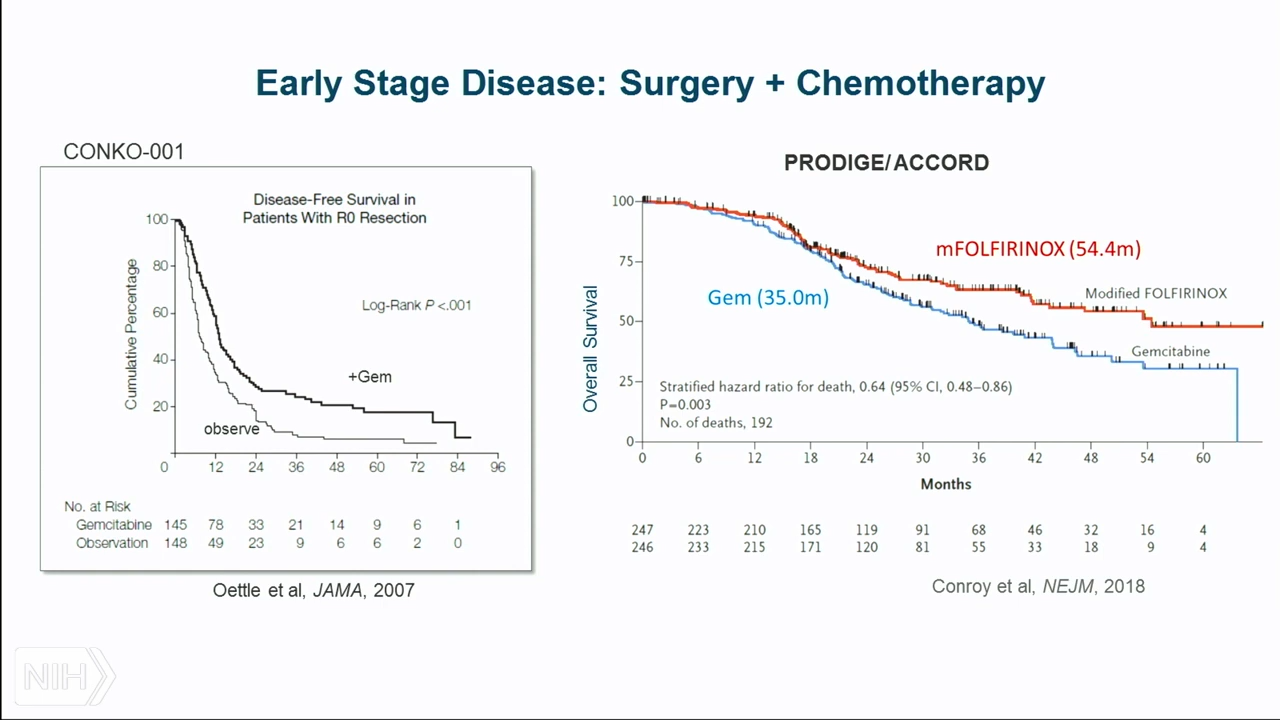 Early Stage Disease: Surgery + Chemotherapy
CONKO-001
Disease-Free Survival in
Patients With R0 Resection
Cumulative Percentage
100
80
60
40
20
0
Log-Rank P <.001
+Gem
observe
0 12 24 36 48 60 72 84 96
No. at Risk
Gemcitabine 145 78 33 21 14 9 6 1
Observation 148 49 23 9 6 6 2 0
Oettle et al, JAMA, 2007
PRODIGE/ACCORD
Overall Survival
100
75
50
25
0
mFOLFIRINOX (54.4m)
Gem (35.0m)
Modified FOLFIRINOX
Gemcitabine
Stratified hazard ratio for death, 0.64 (95% CI, 0.48–0.86)
P=0.003
No. of deaths, 192
0 6 12 18 24 30 36 42 48 54 60
Months
247 223 210 165 119 91 68 46 32 16 4
246 233 215 171 120 81 55 33 18 9 4
Conroy et al, NEJM, 2018
NIH